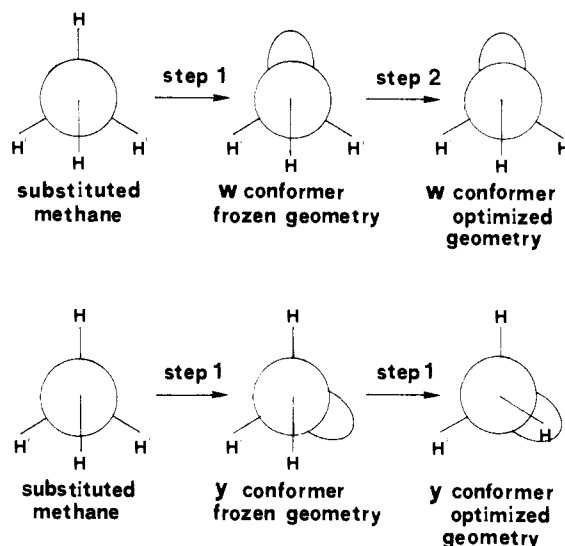 H
step 1
step 2
H' H H'
H' H H'
H' H H
substituted
methane
w conformer
frozen geometry
w conformer
optimized
geometry
H
H
H
step 1
step 1
H' H H'
H' H
H' H
substituted
methane
y conformer
frozen geometry
y conformer
optimized
geometry